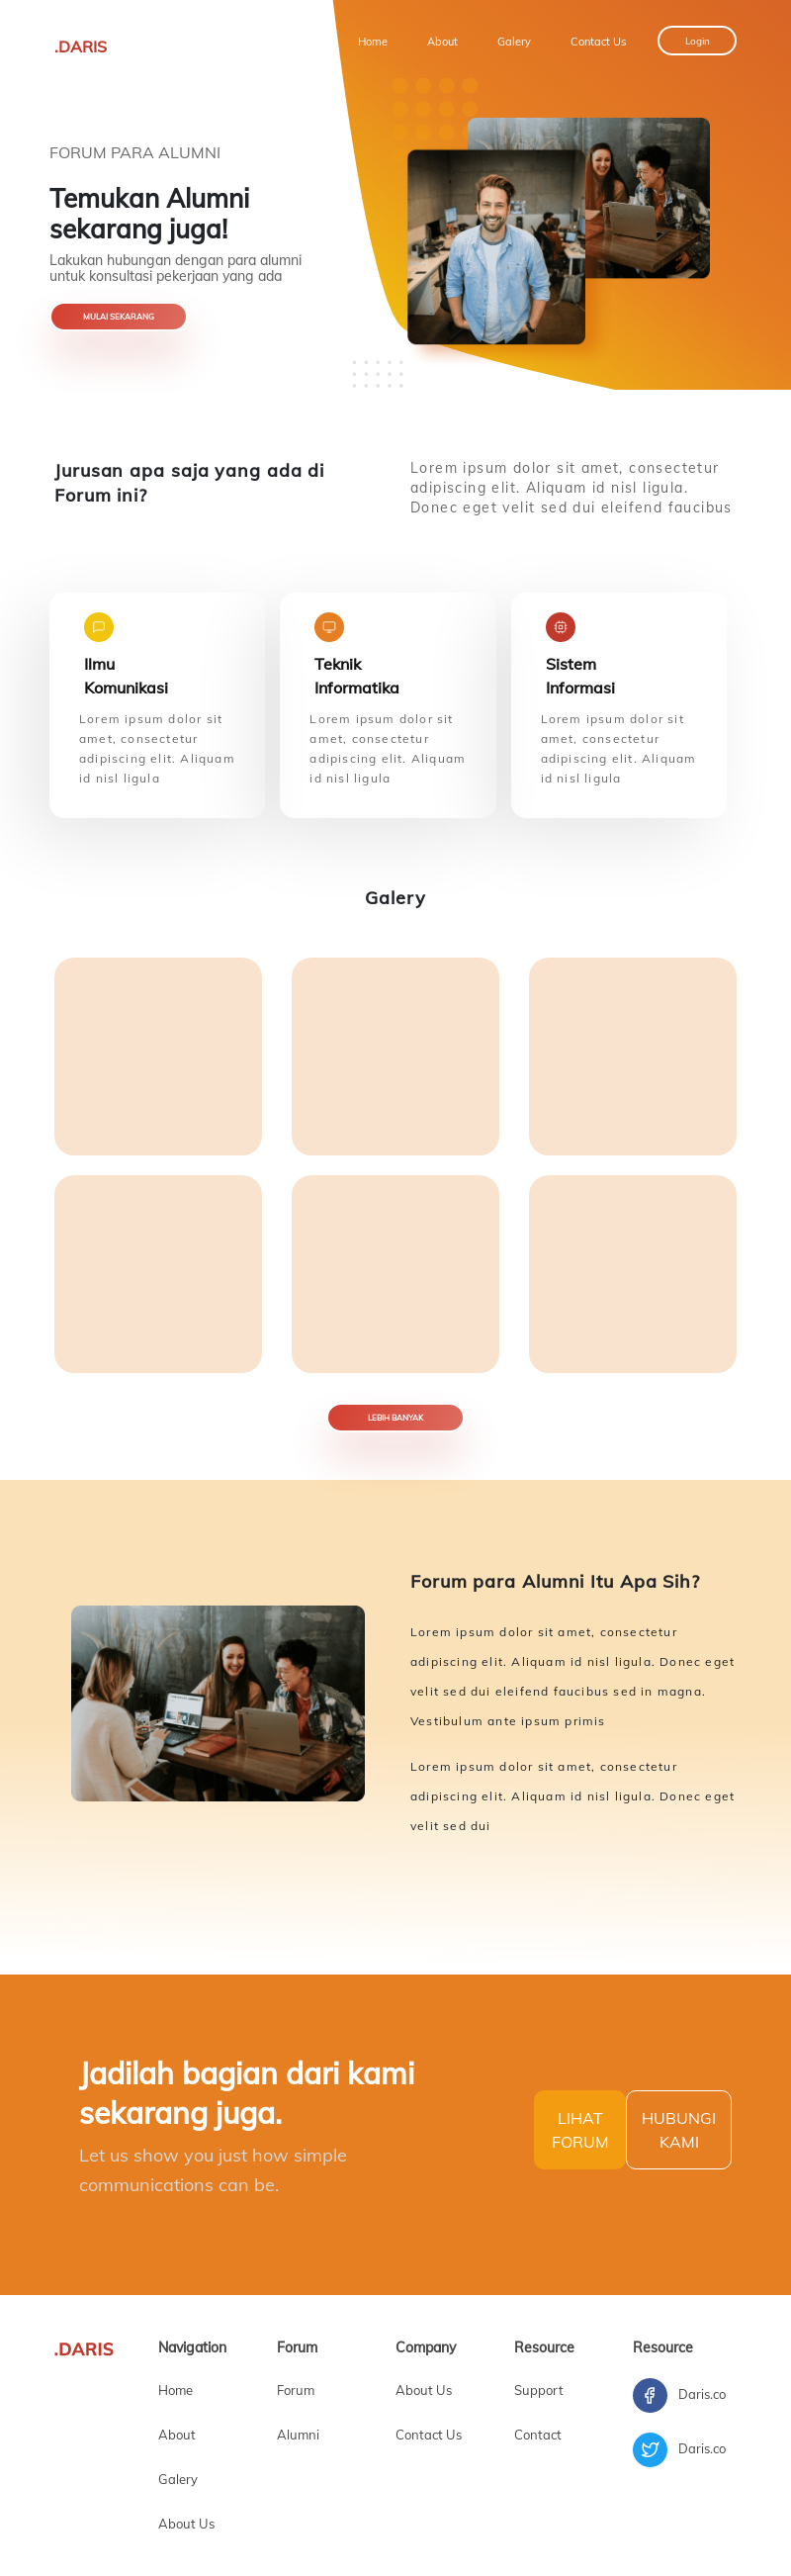 .DARIS
Home
About
Galery
Contact Us
Login
FORUM PARA ALUMNI
Temukan Alumni
sekarang juga!
Lakukan hubungan dengan para alumni
untuk konsultasi pekerjaan yang ada
MULAI SEKARANG
Jurusan apa saja yang ada di
Forum ini?
Lorem ipsum dolor sit amet, consectetur
adipiscing elit. Aliquam id nisl ligula.
Donec eget velit sed dui eleifend faucibus
Ilmu
Komunikasi
Lorem ipsum dolor sit
amet, consectetur
adipiscing elit. Aliquam
id nisl ligula
Teknik
Informatika
Lorem ipsum dolor sit
amet, consectetur
adipiscing elit. Aliquam
id nisl ligula
Sistem
Informasi
Lorem ipsum dolor sit
amet, consectetur
adipiscing elit. Aliquam
id nisl ligula
Galery
LEBIH BANYAK
Forum para Alumni Itu Apa Sih?
Lorem ipsum dolor sit amet, consectetur
adipiscing elit. Aliquam id nisl ligula. Donec eget
velit sed dui eleifend faucibus sed in magna.
Vestibulum ante ipsum primis
Lorem ipsum dolor sit amet, consectetur
adipiscing elit. Aliquam id nisl ligula. Donec eget
velit sed dui
Jadilah bagian dari kami
sekarang juga.
Let us show you just how simple
communications can be.
LIHAT
FORUM
HUBUNGI
KAMI
.DARIS
Navigation
Home
About
Galery
About Us
Forum
Forum
Alumni
Company
About Us
Contact Us
Resource
Support
Contact
Resource
Daris.co
Daris.co